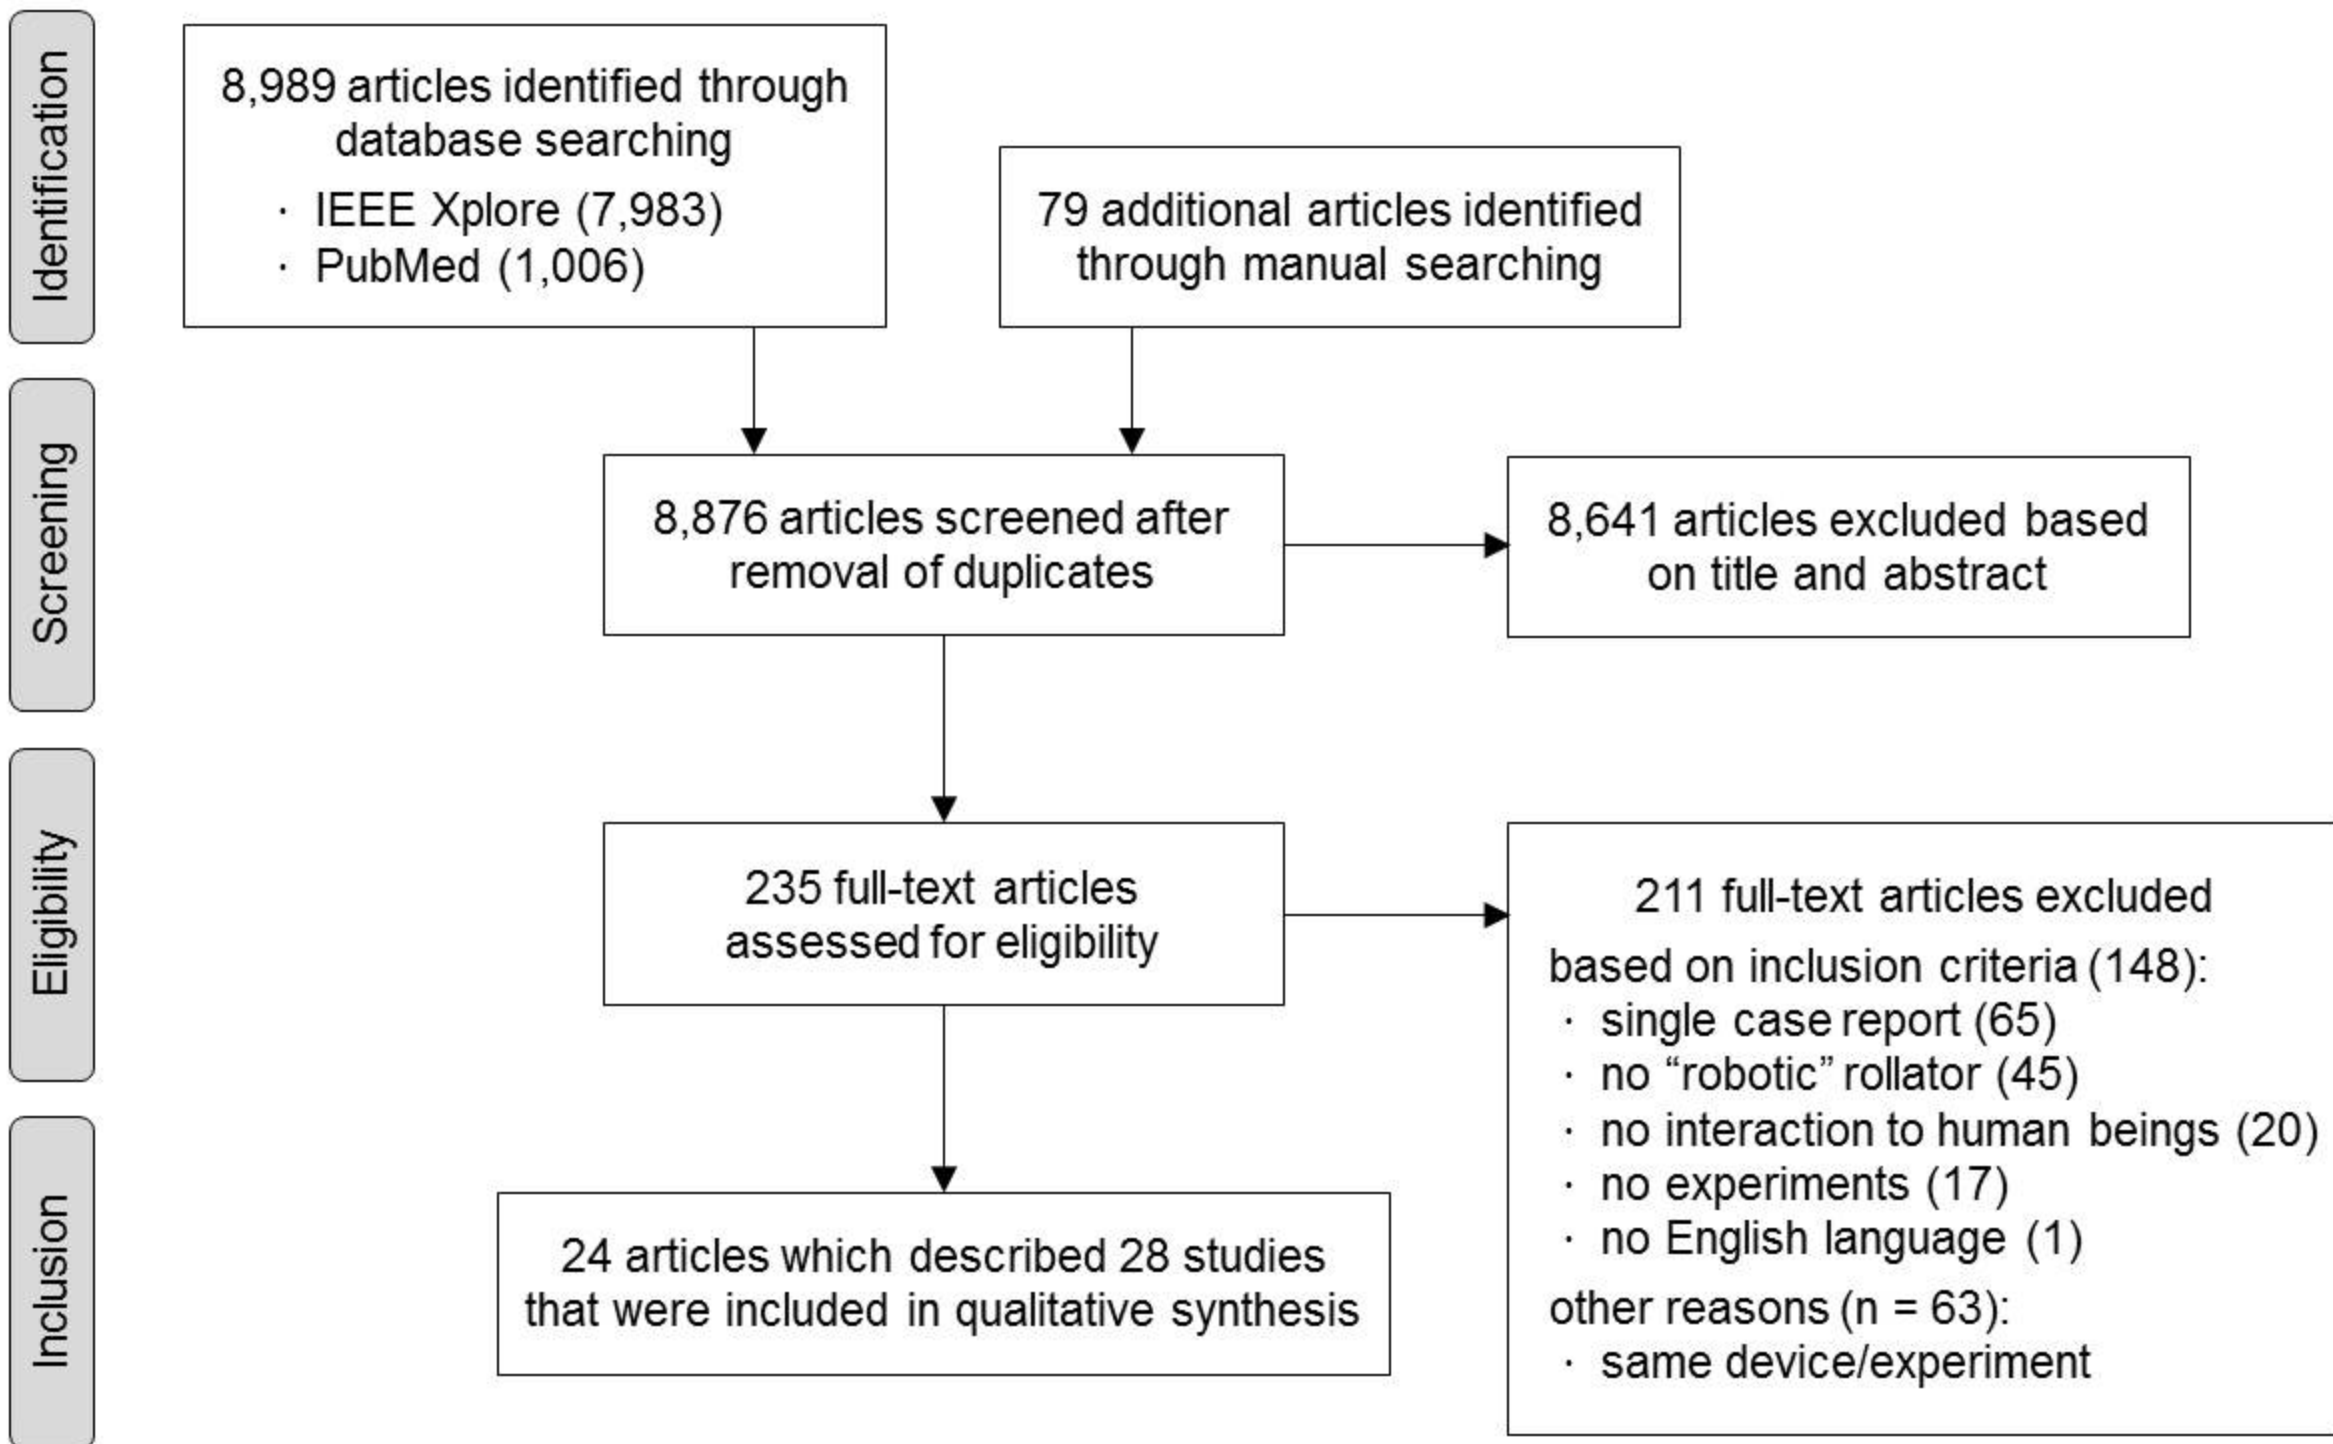 Identification
8,989 articles identified through
database searching
· IEEE Xplore (7,983)
· PubMed (1,006)
79 additional articles identified
through manual searching
Screening
8,876 articles screened after
removal of duplicates
8,641 articles excluded based
on title and abstract
Eligibility
235 full-text articles
assessed for eligibility
211 full-text articles excluded
based on inclusion criteria (148):
· single case report (65)
· no “robotic” rollator (45)
· no interaction to human beings (20)
· no experiments (17)
· no English language (1)
other reasons (n = 63):
· same device/experiment
Inclusion
24 articles which described 28 studies
that were included in qualitative synthesis